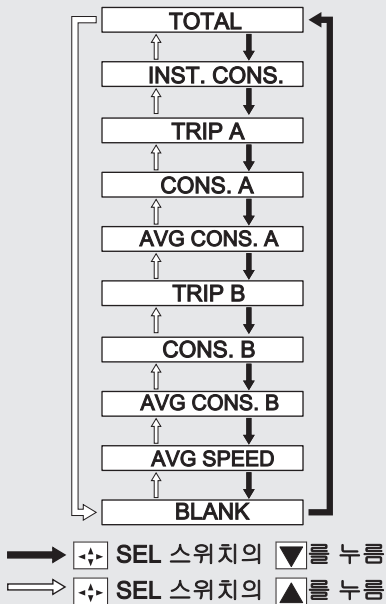 TOTAL
INST. CONS.
TRIP A
CONS. A
AVG CONS. A
TRIP B
CONS. B
AVG CONS. B
AVG SPEED
BLANK
SEL 스위치의 ▼를 누름
SEL 스위치의 ▲를 누름